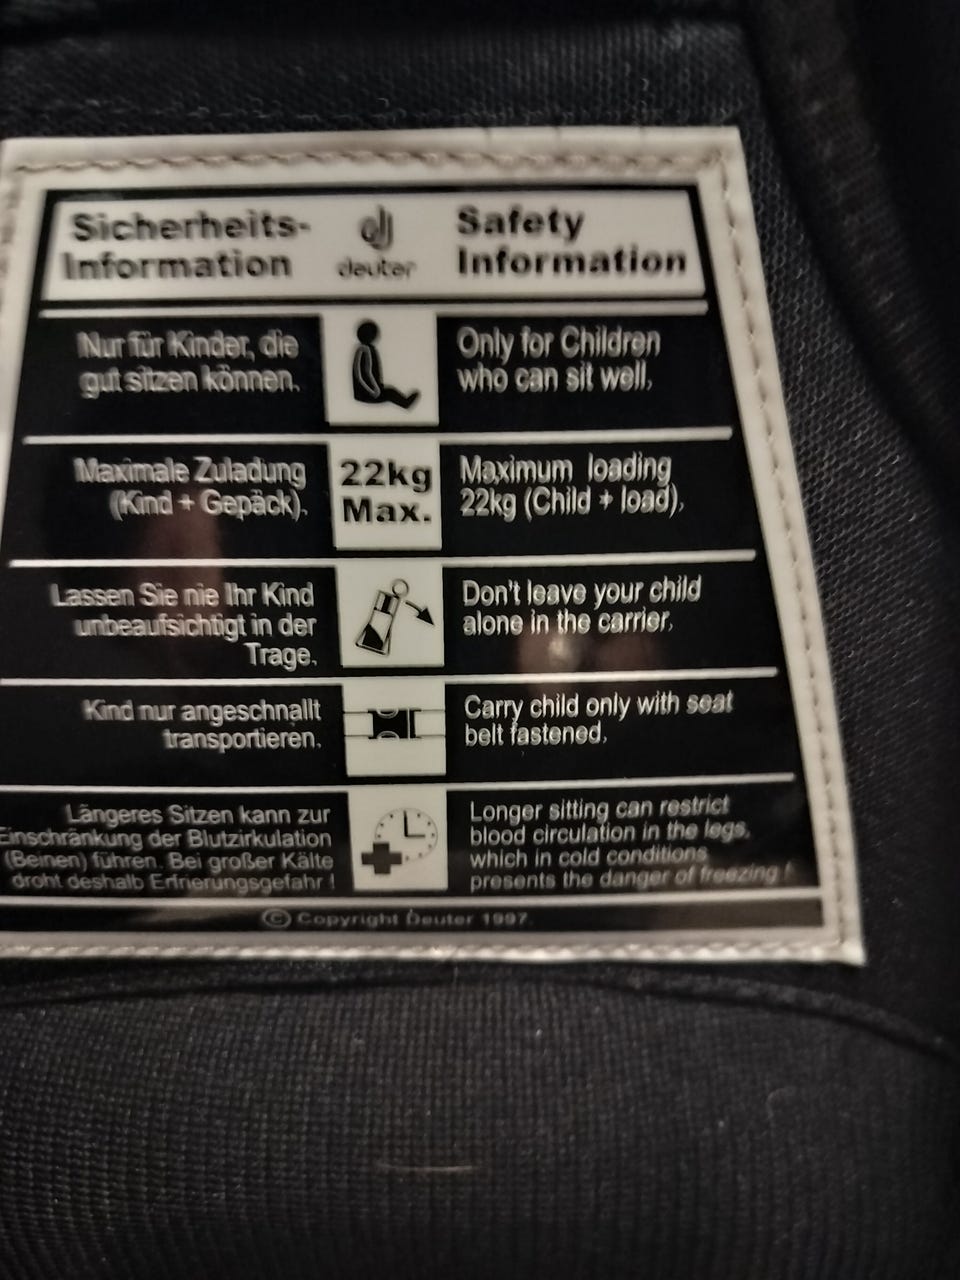 Sicherheits-
Information
deuter
Safety
Information
Nur für Kinder, die
gut sitzen können.
Only for Children
who can sit well.
Maximale Zuladung
(Kind + Gepäck).
22kg
Max.
Maximum loading
22kg (Child + load).
Lassen Sie nie Ihr Kind
unbeaufsichtigt in der
Trage.
Don't leave your child
alone in the carrier.
Kind nur angeschnallt
transportieren.
Carry child only with seat
belt fastened.
Längeres Sitzen kann zur
Einschränkung der Blutzirkulation
(Beinen) führen. Bei großer Kälte
droht deshalb Erfrierungsgefahr !
Longer sitting can restrict
blood circulation in the legs,
which in cold conditions
presents the danger of freezing !
© Copyright Deuter 1997.